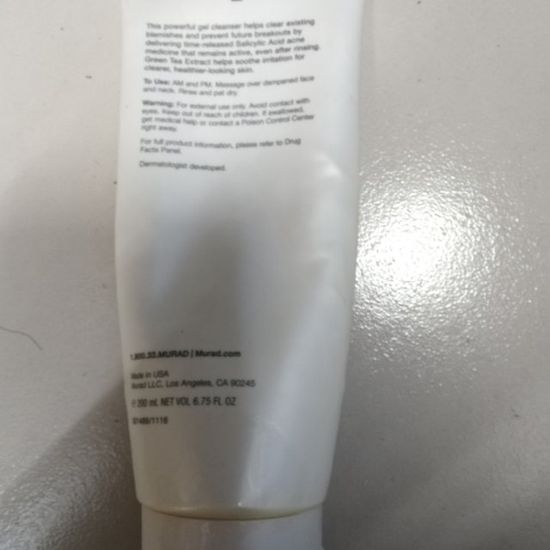 This powerful gel cleanser helps clear existing
blemishes and prevent future breakouts by
delivering time-released Salicylic Acid acne
medicine that remains active, even after rinsing.
Green Tea Extract helps soothe irritation for
clearer, healthier-looking skin.
To Use: AM and PM. Massage over dampened face
and neck. Rinse and pat dry.
Warning: For external use only. Avoid contact with
eyes. Keep out of reach of children. If swallowed,
get medical help or contact a Poison Control Center
right away.
For full product information, please refer to Drug
Facts Panel.
Dermatologist developed.
1.800.33.MURAD | Murad.com
Made in USA
Murad LLC, Los Angeles, CA 90245
℮ 200 mL NET VOL 6.75 FL OZ
/1116